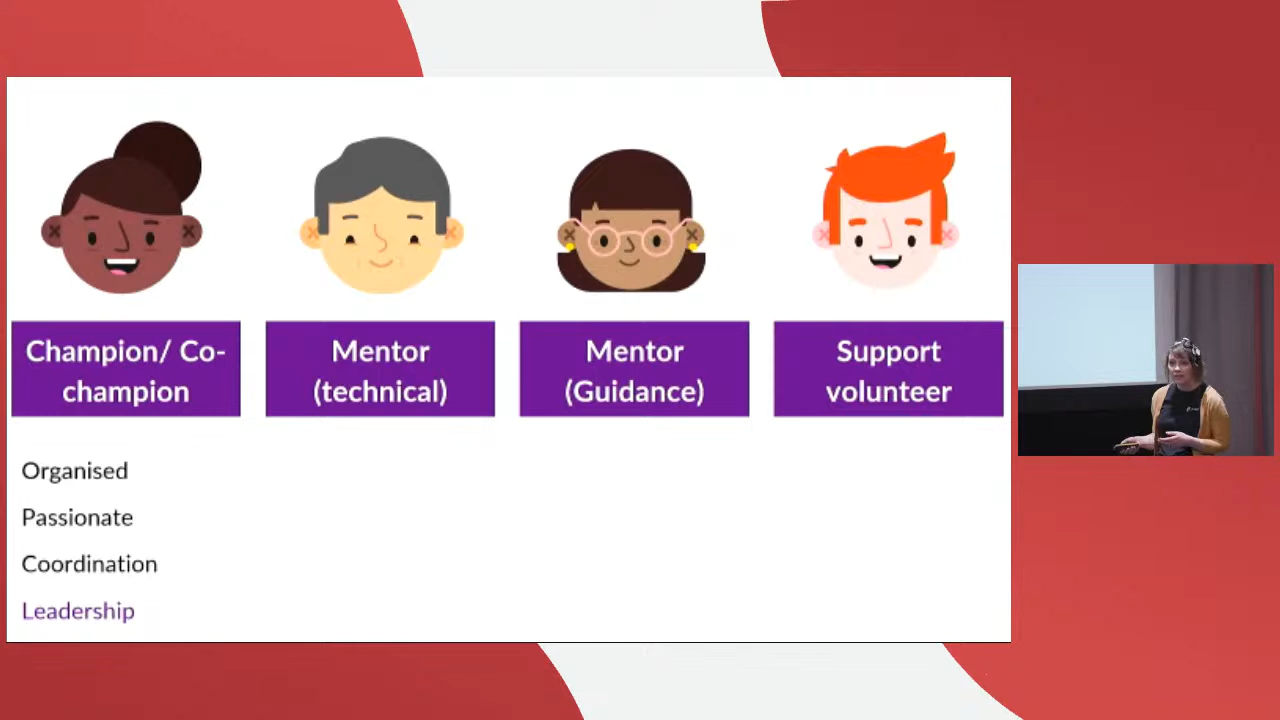 Champion/ Co-
champion
Mentor
(technical)
Mentor
(Guidance)
Support
volunteer
Organised
Passionate
Coordination
Leadership